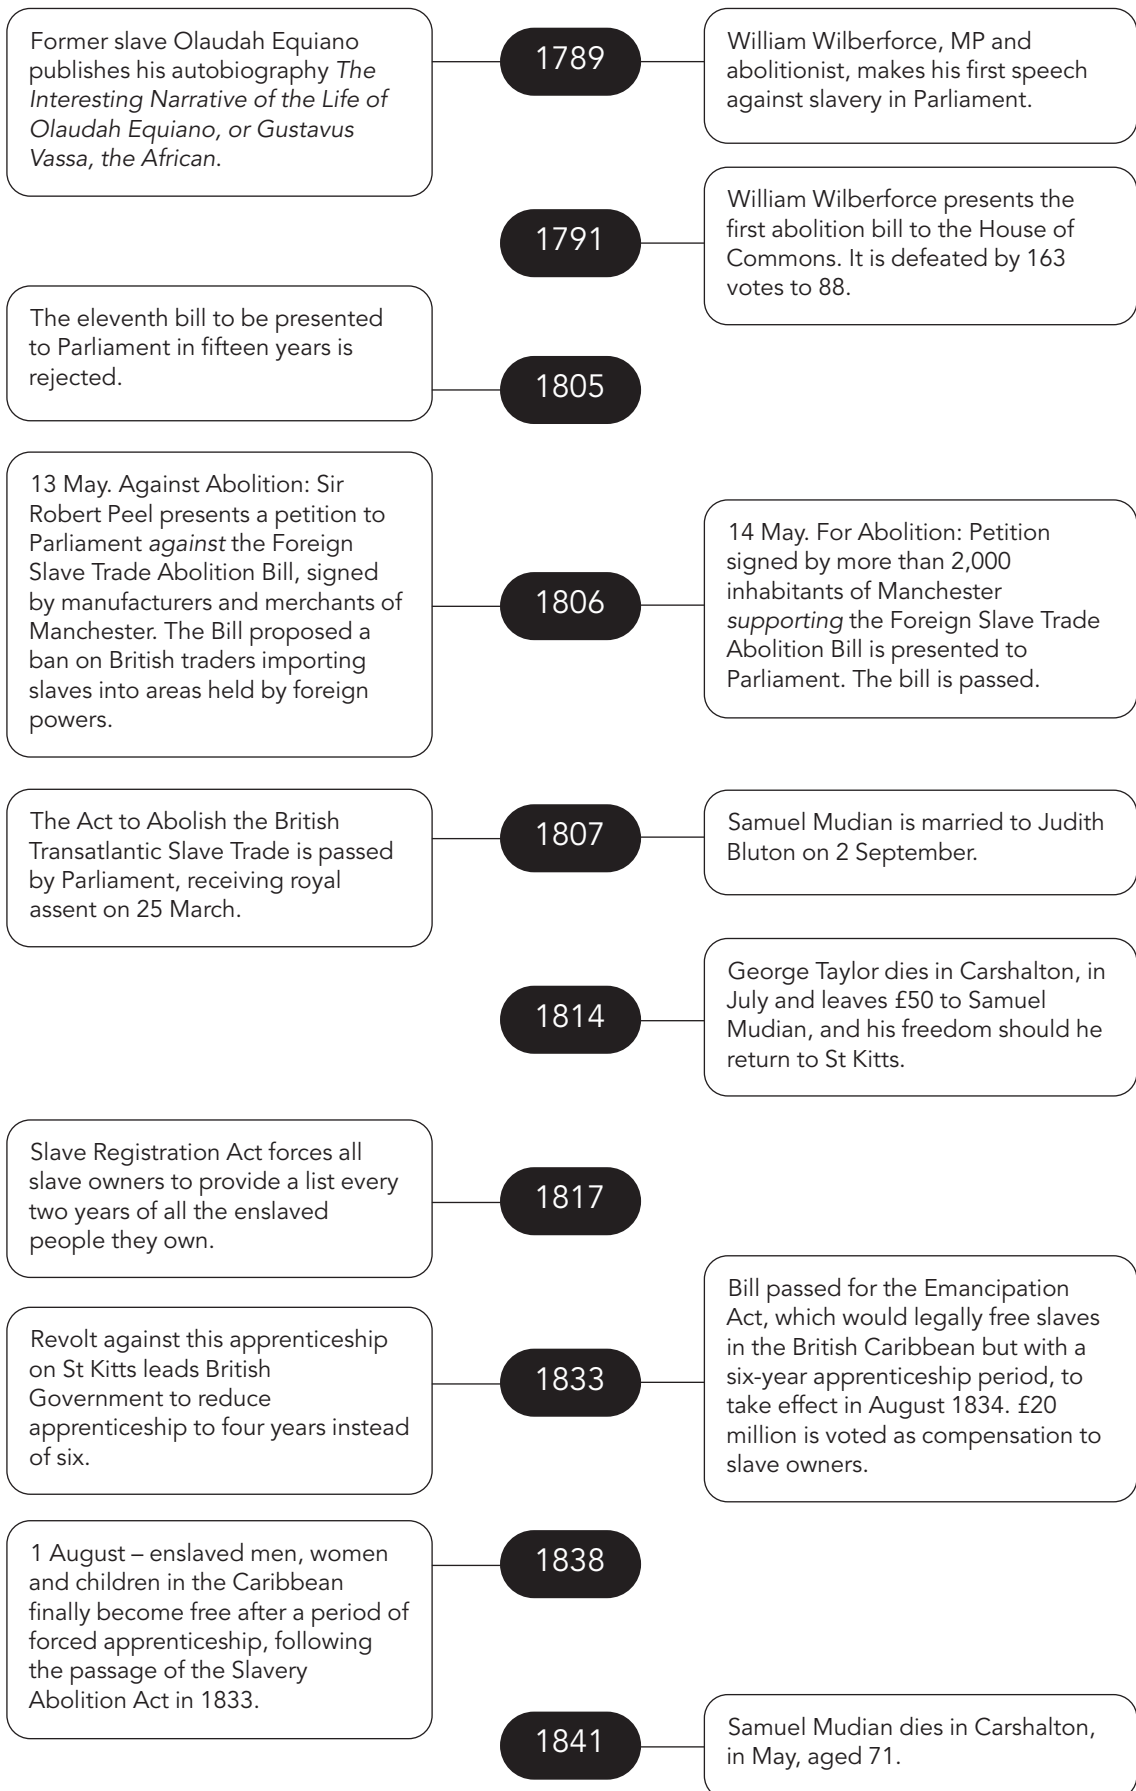 Former slave Olaudah Equiano
publishes his autobiography The
Interesting Narrative of the Life of
Olaudah Equiano, or Gustavus
Vassa, the African.
1789
William Wilberforce, MP and
abolitionist, makes his first speech
against slavery in Parliament.
1791
William Wilberforce presents the
first abolition bill to the House of
Commons. It is defeated by 163
votes to 88.
The eleventh bill to be presented
to Parliament in fifteen years is
rejected.
1805
13 May. Against Abolition: Sir
Robert Peel presents a petition to
Parliament against the Foreign
Slave Trade Abolition Bill, signed
by manufacturers and merchants of
Manchester. The Bill proposed a
ban on British traders importing
slaves into areas held by foreign
powers.
1806
14 May. For Abolition: Petition
signed by more than 2,000
inhabitants of Manchester
supporting the Foreign Slave Trade
Abolition Bill is presented to
Parliament. The bill is passed.
The Act to Abolish the British
Transatlantic Slave Trade is passed
by Parliament, receiving royal
assent on 25 March.
1807
Samuel Mudian is married to Judith
Bluton on 2 September.
1814
George Taylor dies in Carshalton, in
July and leaves £50 to Samuel
Mudian, and his freedom should he
return to St Kitts.
Slave Registration Act forces all
slave owners to provide a list every
two years of all the enslaved
people they own.
1817
Revolt against this apprenticeship
on St Kitts leads British
Government to reduce
apprenticeship to four years instead
of six.
1833
Bill passed for the Emancipation
Act, which would legally free slaves
in the British Caribbean but with a
six-year apprenticeship period, to
take effect in August 1834. £20
million is voted as compensation to
slave owners.
1 August – enslaved men, women
and children in the Caribbean
finally become free after a period of
forced apprenticeship, following
the passage of the Slavery
Abolition Act in 1833.
1838
1841
Samuel Mudian dies in Carshalton,
in May, aged 71.